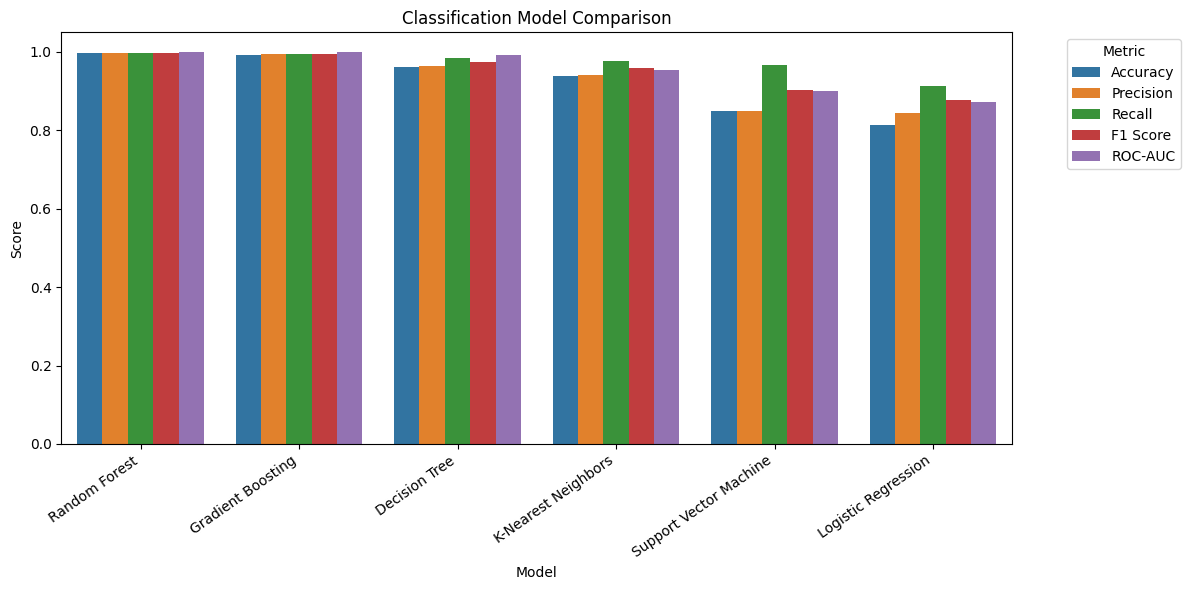 Classification Model Comparison
Score
1.0
0.8
0.6
0.4
0.2
0.0
Random Forest
Gradient Boosting
Decision Tree
K-Nearest Neighbors
Support Vector Machine
Logistic Regression
Model
Metric
Accuracy
Precision
Recall
F1 Score
ROC-AUC